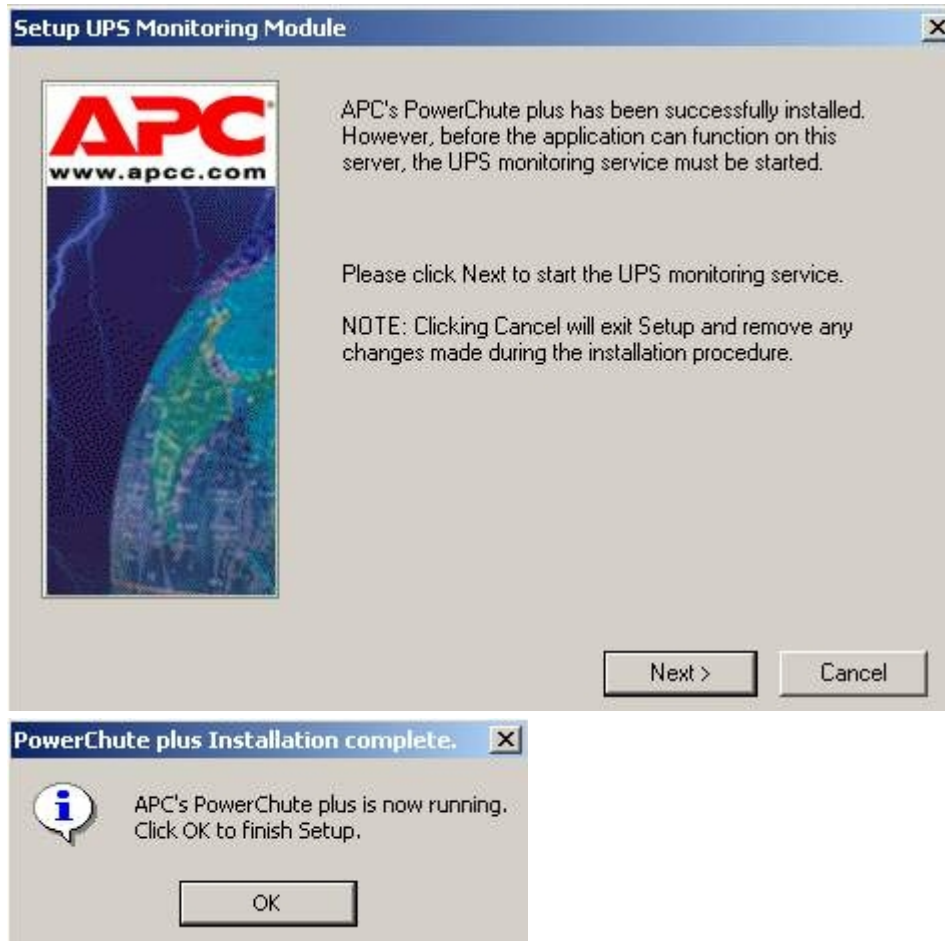 Setup UPS Monitoring Module
APC
www.apcc.com
APC's PowerChute plus has been successfully installed.
However, before the application can function on this
server, the UPS monitoring service must be started.
Please click Next to start the UPS monitoring service.
NOTE: Clicking Cancel will exit Setup and remove any
changes made during the installation procedure.
Next >
Cancel
PowerChute plus Installation complete.
APC's PowerChute plus is now running.
Click OK to finish Setup.
OK